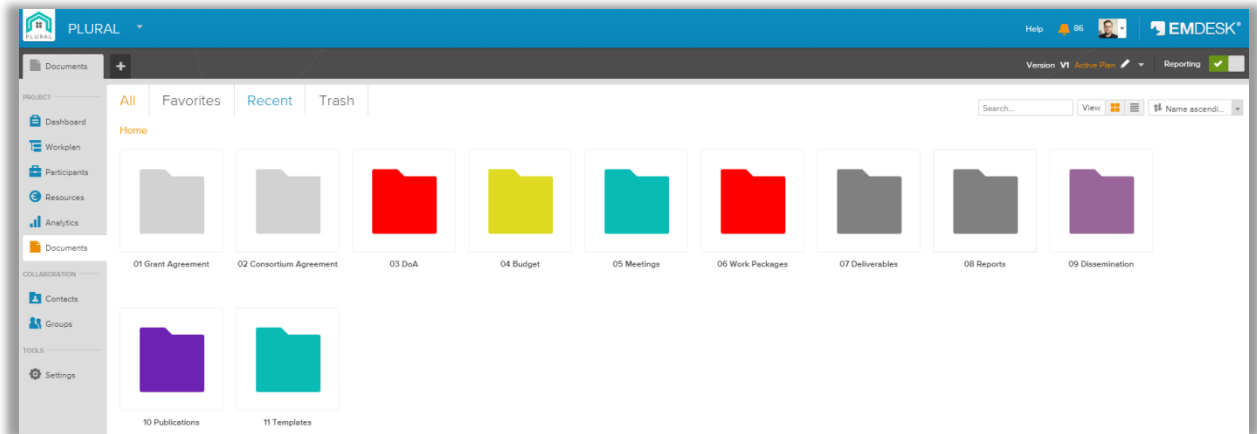 PLURAL
PLURAL
Help
86
EMDESK®
Documents
+
Version V1 Active Plan
Reporting
PROJECT
Dashboard
Workplan
Participants
Resources
Analytics
Documents
COLLABORATION
Contacts
Groups
TOOLS
Settings
All Favorites Recent Trash
Search... View Name ascendi...
Home
01 Grant Agreement 02 Consortium Agreement 03 DoA 04 Budget 05 Meetings 06 Work Packages 07 Deliverables 08 Reports 09 Dissemination
10 Publications 11 Templates